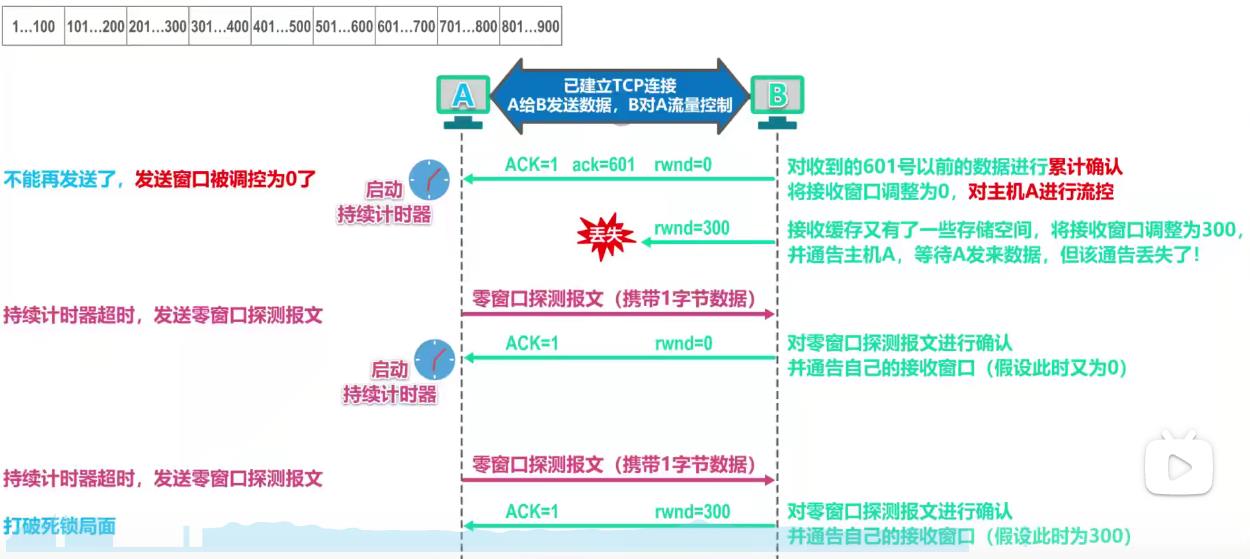 1…100 101…200 201…300 301…400 401…500 501…600 601…700 701…800 801…900
已建立TCP连接
A给B发送数据，B对A流量控制
A
B
不能再发送了，发送窗口被调控为0了
启动
持续计时器
ACK=1 ack=601 rwnd=0
对收到的601号以前的数据进行累计确认
将接收窗口调整为0，对主机A进行流控
丢失
rwnd=300
接收缓存又有了一些存储空间，将接收窗口调整为300，
并通告主机A，等待A发来数据，但该通告丢失了！
持续计时器超时，发送零窗口探测报文
零窗口探测报文（携带1字节数据）
启动
持续计时器
ACK=1 rwnd=0
对零窗口探测报文进行确认
并通告自己的接收窗口（假设此时又为0）
持续计时器超时，发送零窗口探测报文
零窗口探测报文（携带1字节数据）
打破死锁局面
ACK=1 rwnd=300
对零窗口探测报文进行确认
并通告自己的接收窗口（假设此时为300）